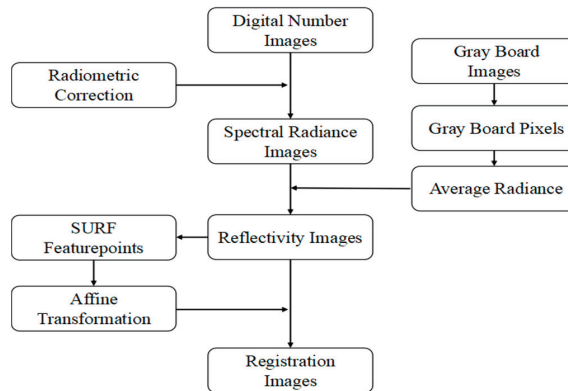 Digital Number
Images
Gray Board
Images
Radiometric
Correction
Spectral Radiance
Images
Gray Board Pixels
Average Radiance
SURF
Featurepoints
Reflectivity Images
Affine
Transformation
Registration
Images